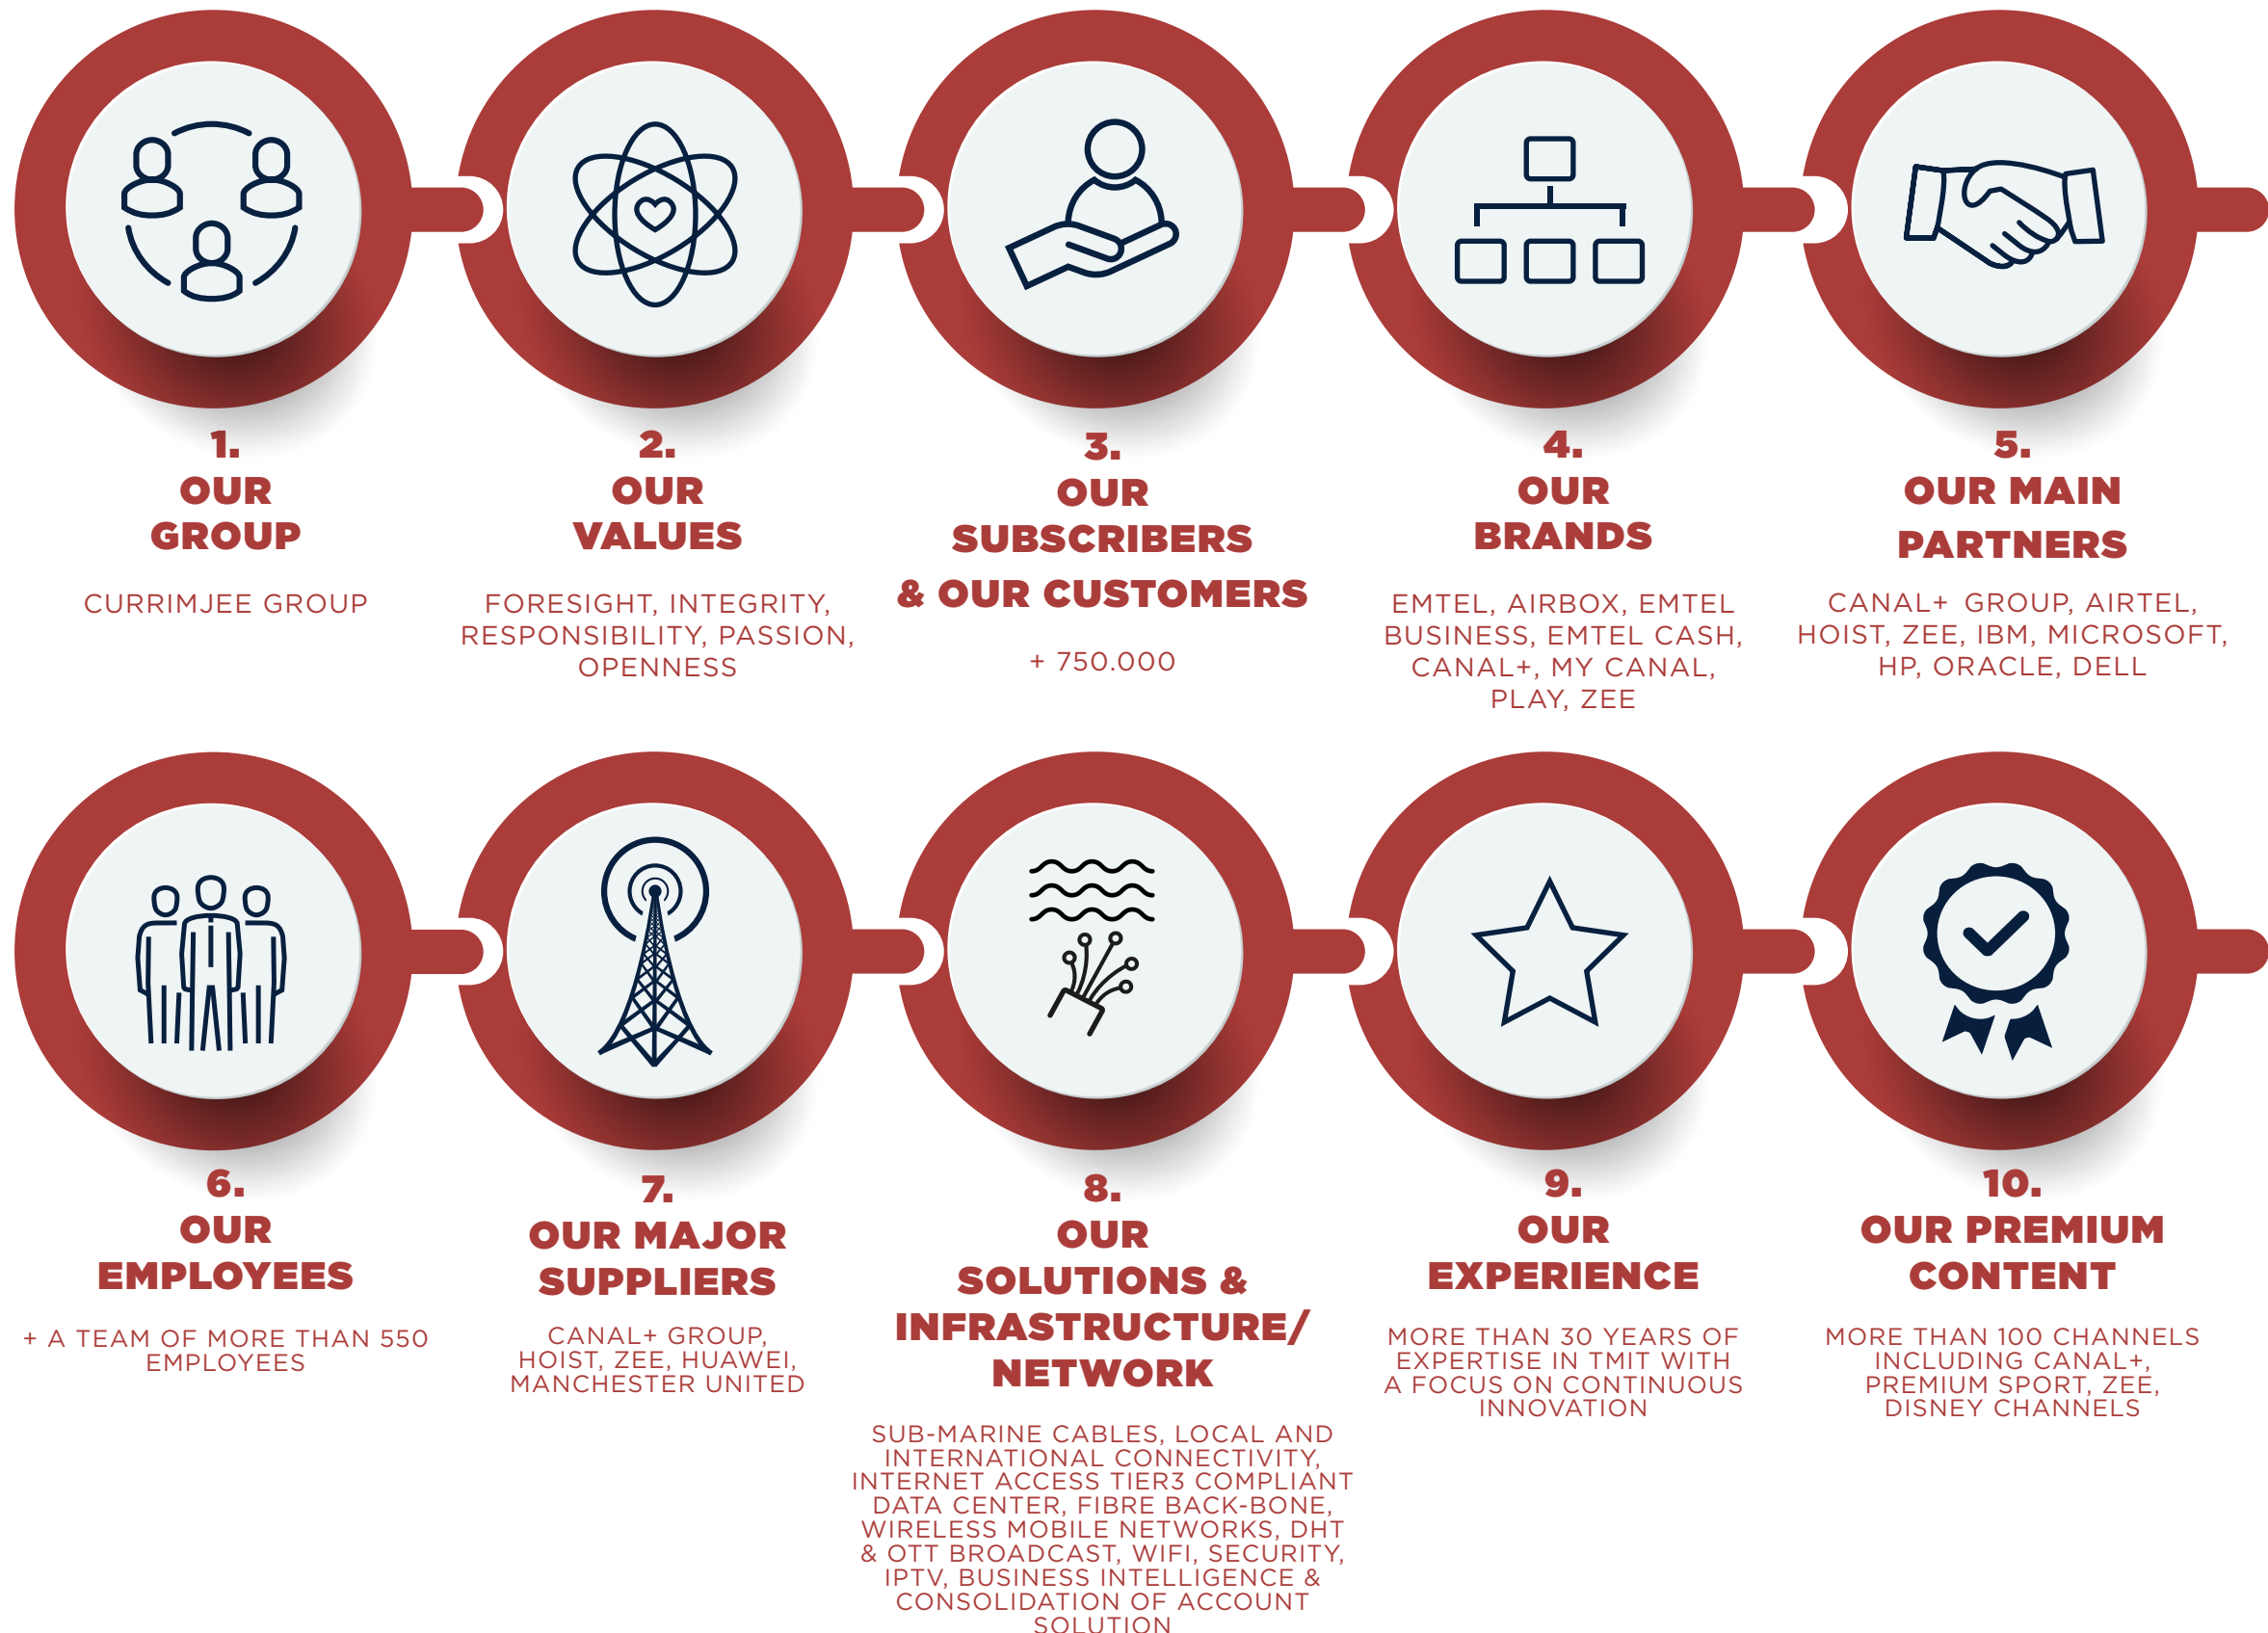 1.
OUR
GROUP
CURRIMJEE GROUP
2.
OUR
VALUES
FORESIGHT, INTEGRITY,
RESPONSIBILITY, PASSION,
OPENNESS
3.
OUR
SUBSCRIBERS
& OUR CUSTOMERS
+ 750.000
4.
OUR
BRANDS
EMTEL, AIRBOX, EMTEL
BUSINESS, EMTEL CASH,
CANAL+, MY CANAL,
PLAY, ZEE
5.
OUR MAIN
PARTNERS
CANAL+ GROUP, AIRTEL,
HOIST, ZEE, IBM, MICROSOFT,
HP, ORACLE, DELL
6.
OUR
EMPLOYEES
+ A TEAM OF MORE THAN 550
EMPLOYEES
7.
OUR MAJOR
SUPPLIERS
CANAL+ GROUP,
HOIST, ZEE, HUAWEI,
MANCHESTER UNITED
8.
OUR
SOLUTIONS &
INFRASTRUCTURE/
NETWORK
SUB-MARINE CABLES, LOCAL AND
INTERNATIONAL CONNECTIVITY,
INTERNET ACCESS TIER3 COMPLIANT
DATA CENTER, FIBRE BACK-BONE,
WIRELESS MOBILE NETWORKS, DHT
& OTT BROADCAST, WIFI, SECURITY,
IPTV, BUSINESS INTELLIGENCE &
CONSOLIDATION OF ACCOUNT
SOLUTION
9.
OUR
EXPERIENCE
MORE THAN 30 YEARS OF
EXPERTISE IN TMIT WITH
A FOCUS ON CONTINUOUS
INNOVATION
10.
OUR PREMIUM
CONTENT
MORE THAN 100 CHANNELS
INCLUDING CANAL+,
PREMIUM SPORT, ZEE,
DISNEY CHANNELS